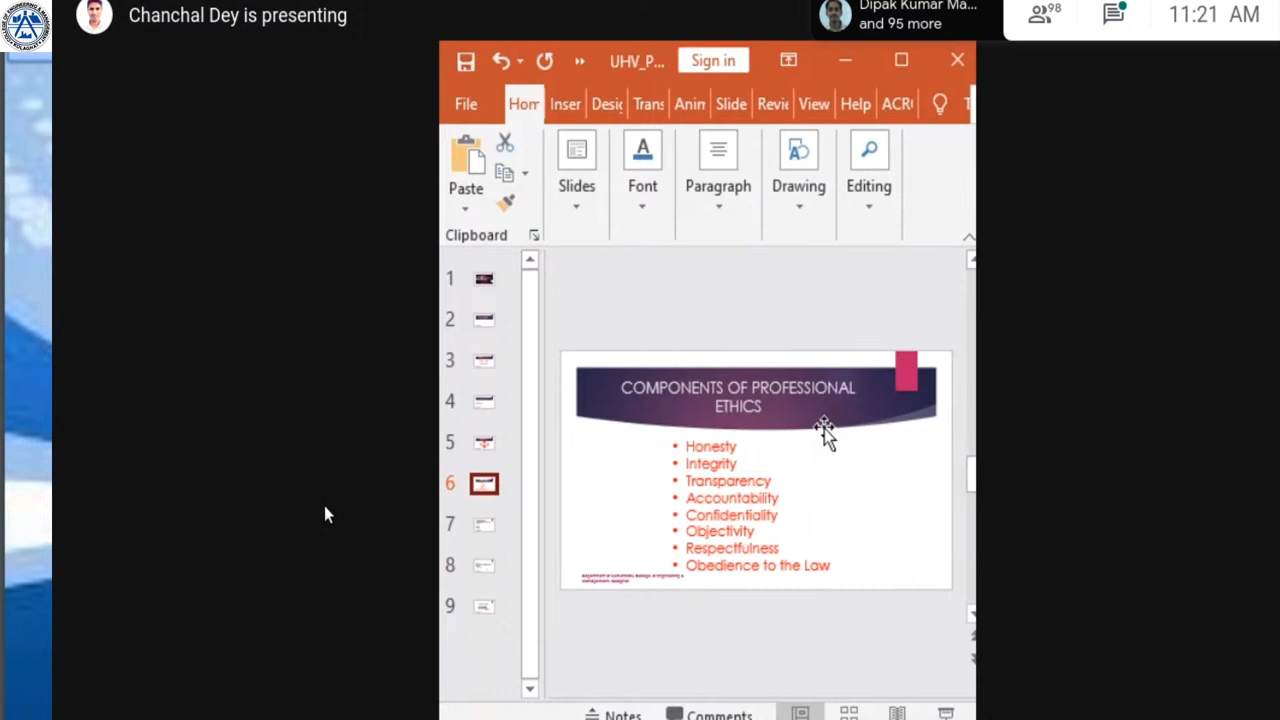 Chanchal Dey is presenting
Dipak Kumar Ma...
and 95 more
98
11:21 AM
UHV_P...
Sign in
File
Hom
Inser
Desig
Trans
Anim
Slide
Revie
View
Help
ACR
Paste
Slides
Font
Paragraph
Drawing
Editing
Clipboard
1
2
3
4
5
6
7
8
9
COMPONENTS OF PROFESSIONAL
ETHICS
• Honesty
• Integrity
• Transparency
• Accountability
• Confidentiality
• Objectivity
• Respectfulness
• Obedience to the Law
Notes
Comments